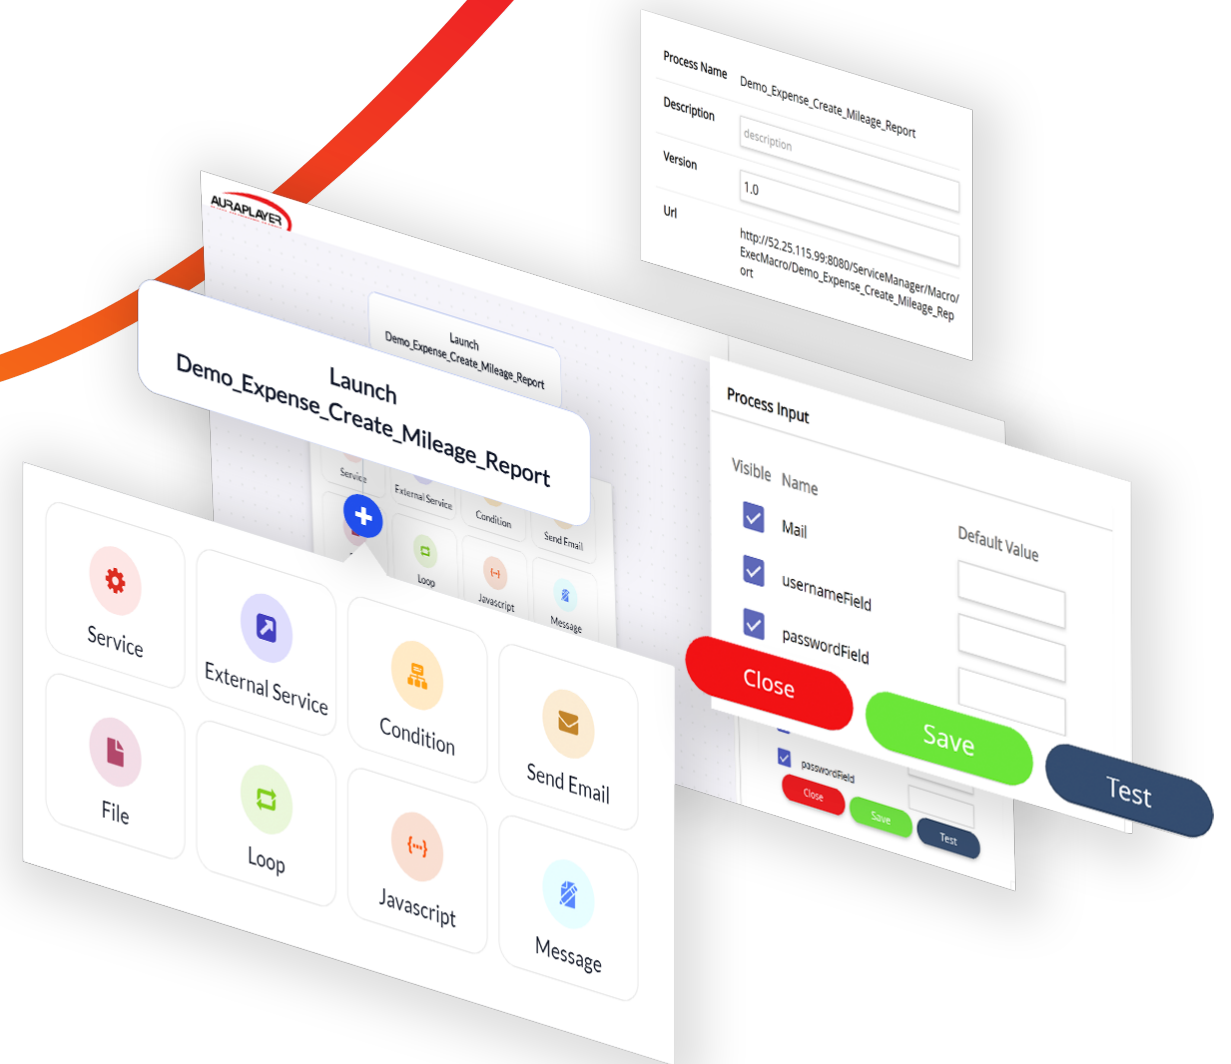 Process Name
Demo_Expense_Create_Mileage_Report
Description
description
Version
1.0
Url
http://52.25.115.99:8080/ServiceManager/Macro/
ExecMacro/Demo_Expense_Create_Mileage_Rep
ort
AURAPLAYER
Launch
Demo_Expense_Create_Mileage_Report
Launch
Demo_Expense_Create_Mileage_Report
Service
External Service
Condition
Send Email
Loop
Javascript
Message
Service
External Service
Condition
Send Email
File
Loop
Javascript
Message
Process Input
Visible Name
Default Value
Mail
usernameField
passwordField
Close
Save
Test
passwordField
Close
Save
Test